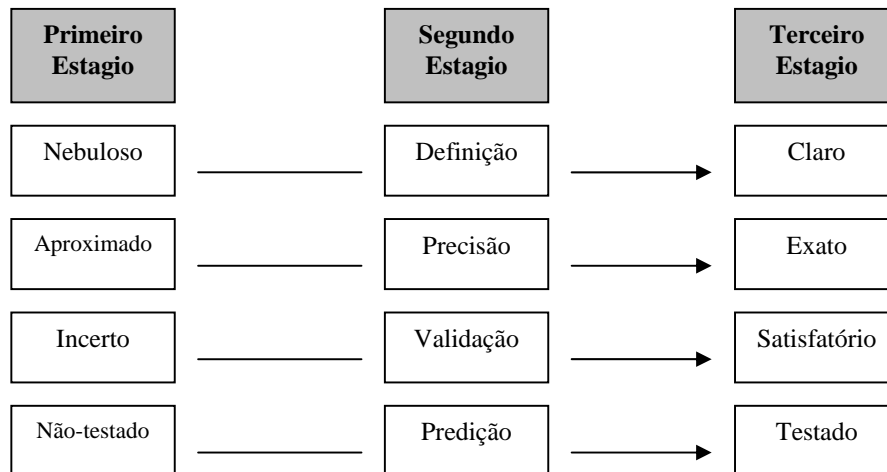 Primeiro
Estagio
Segundo
Estagio
Terceiro
Estagio
Nebuloso
Definição
Claro
Aproximado
Precisão
Exato
Incerto
Validação
Satisfatório
Não-testado
Predição
Testado